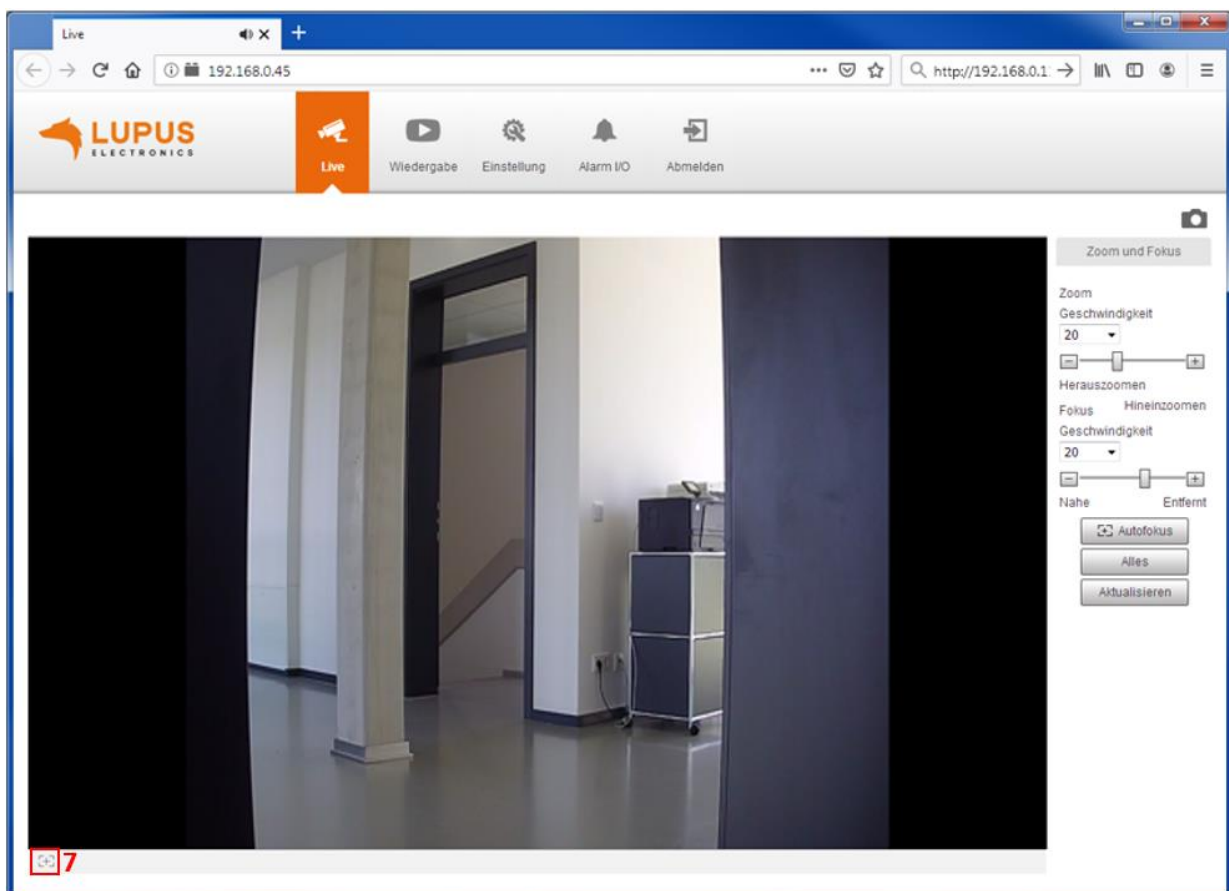 Live
192.168.0.45
http://192.168.0.1
LUPUS
ELECTRONICS
Live
Wiedergabe
Einstellung
Alarm I/O
Abmelden
Zoom und Fokus
Zoom
Geschwindigkeit
20
Herauszoomen
Hineinzoomen
Fokus
Geschwindigkeit
20
Nahe Entfernt
Autofokus
Alles
Aktualisieren
7